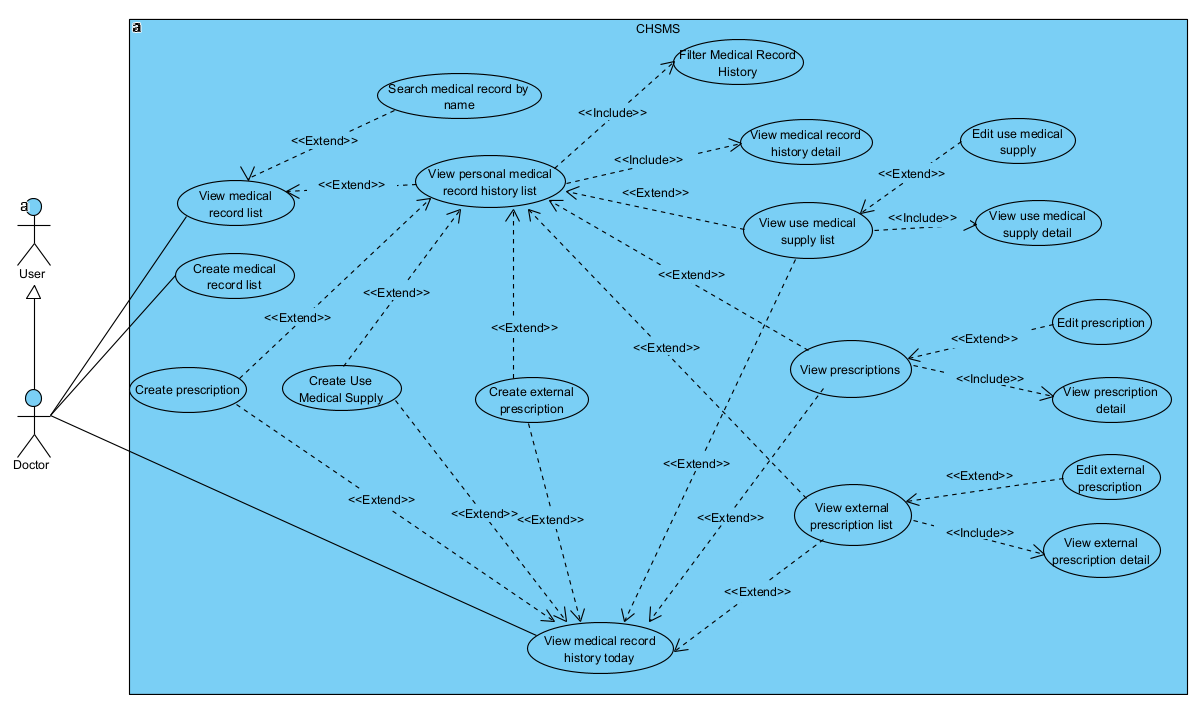 a
CHSMS
Filter Medical Record
History
Search medical record by
name
<<Include>>
<<Extend>>
View medical record
history detail
Edit use medical
supply
<<Include>>
View personal medical
record history list
<<Extend>>
<<Extend>>
<<Extend>>
View medical
record list
a
View use medical
supply list
<<Include>>
View use medical
supply detail
User
Create medical
record list
<<Extend>>
<<Extend>>
<<Extend>>
<<Extend>>
<<Extend>>
Edit prescription
<<Extend>>
<<Extend>>
View prescriptions
<<Include>>
Create prescription
Create Use
Medical Supply
Create external
prescription
View prescription
detail
Doctor
<<Extend>>
<<Extend>>
Edit external
prescription
<<Extend>>
<<Extend>>
<<Extend>>
<<Extend>>
View external
prescription list
<<Include>>
View external
prescription detail
<<Extend>>
View medical record
history today